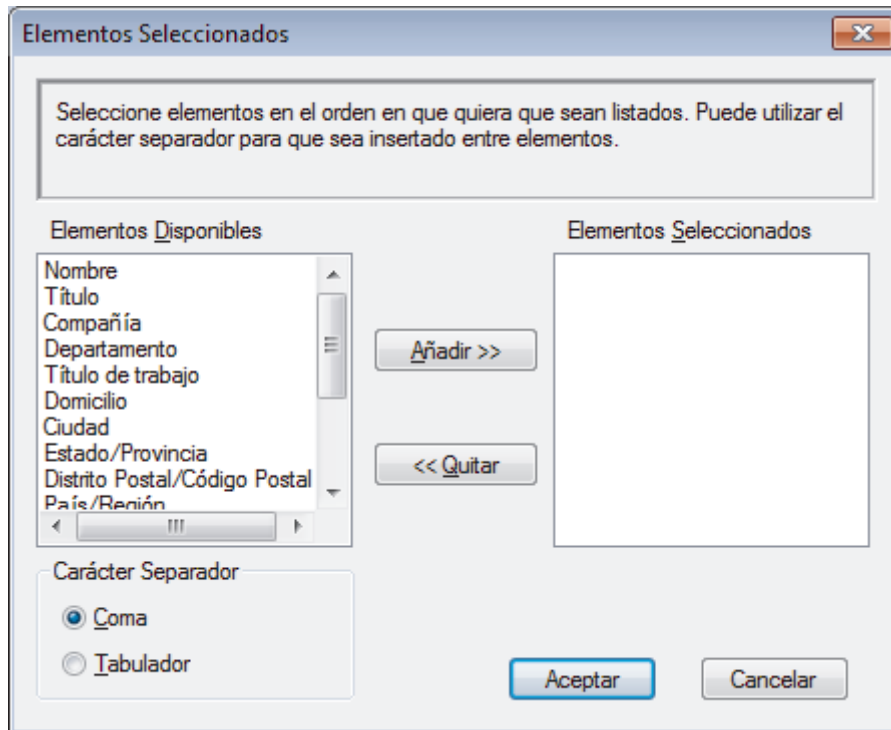 Elementos Seleccionados
Seleccione elementos en el orden en que quiera que sean listados. Puede utilizar el
carácter separador para que sea insertado entre elementos.
Elementos Disponibles
Elementos Seleccionados
Nombre
Título
Compañía
Departamento
Título de trabajo
Domicilio
Ciudad
Estado/Provincia
Distrito Postal/Código Postal
País/Región
Añadir >>
<< Quitar
Carácter Separador
Coma
Tabulador
Aceptar
Cancelar